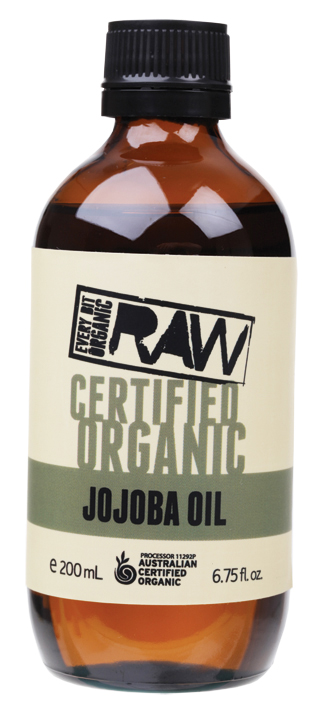 EVERY BIT
ORGANIC
RAW
CERTIFIED
ORGANIC
JOJOBA OIL
e 200 mL
PROCESSOR 11292P
AUSTRALIAN
CERTIFIED
ORGANIC
6.75 fl. oz.